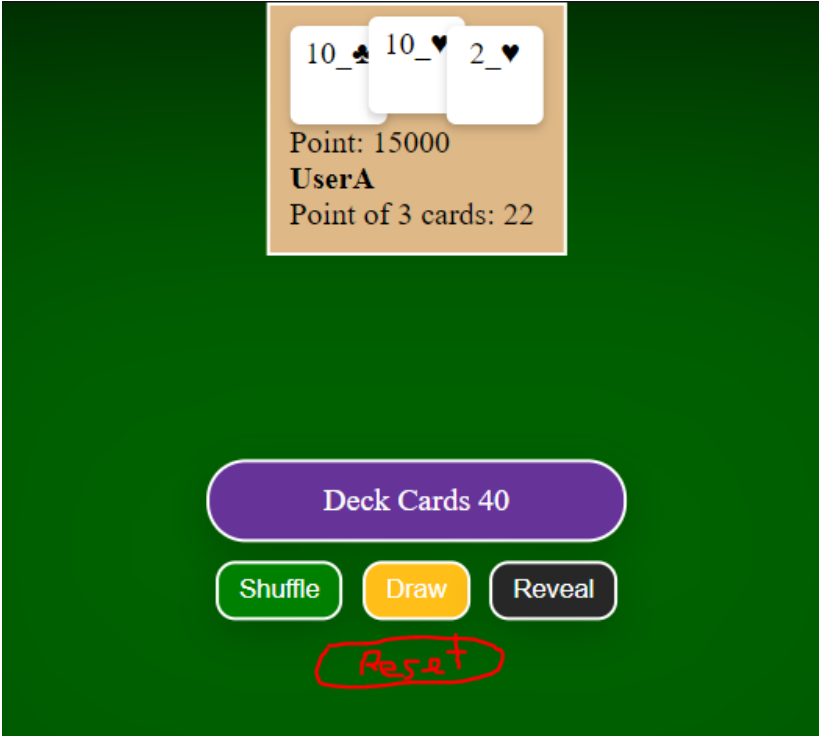 10_♣ 10_♥ 2_♥
Point: 15000
UserA
Point of 3 cards: 22
Deck Cards 40
Shuffle Draw Reveal
Reset